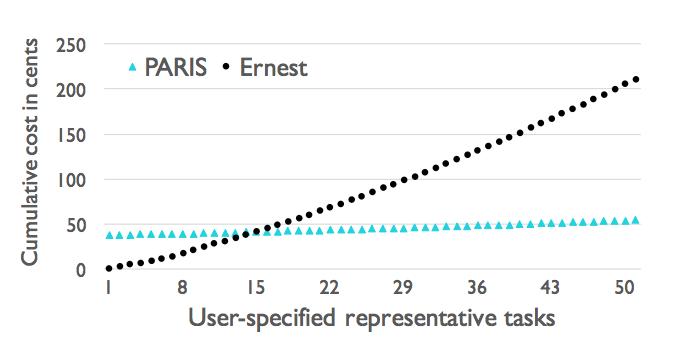 Cumulative cost in cents
250
PARIS Ernest
200
150
100
50
0
1 8 15 22 29 36 43 50
User-specified representative tasks